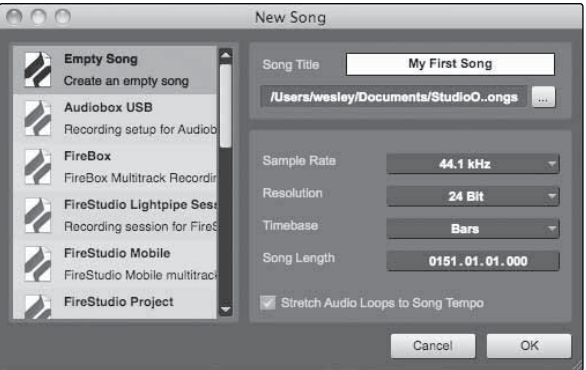 New Song
Empty Song
Create an empty song
Audiobox USB
Recording setup for Audiob
FireBox
FireBox Multitrack Recordin
FireStudio Lightpipe Sess
Recording session for FireS
FireStudio Mobile
FireStudio Mobile multitrac
FireStudio Project
Song Title
My First Song
/Users/wesley/Documents/StudioO..ongs
...
Sample Rate
44.1 kHz
Resolution
24 Bit
Timebase
Bars
Song Length
0151.01.01.000
Stretch Audio Loops to Song Tempo
Cancel
OK